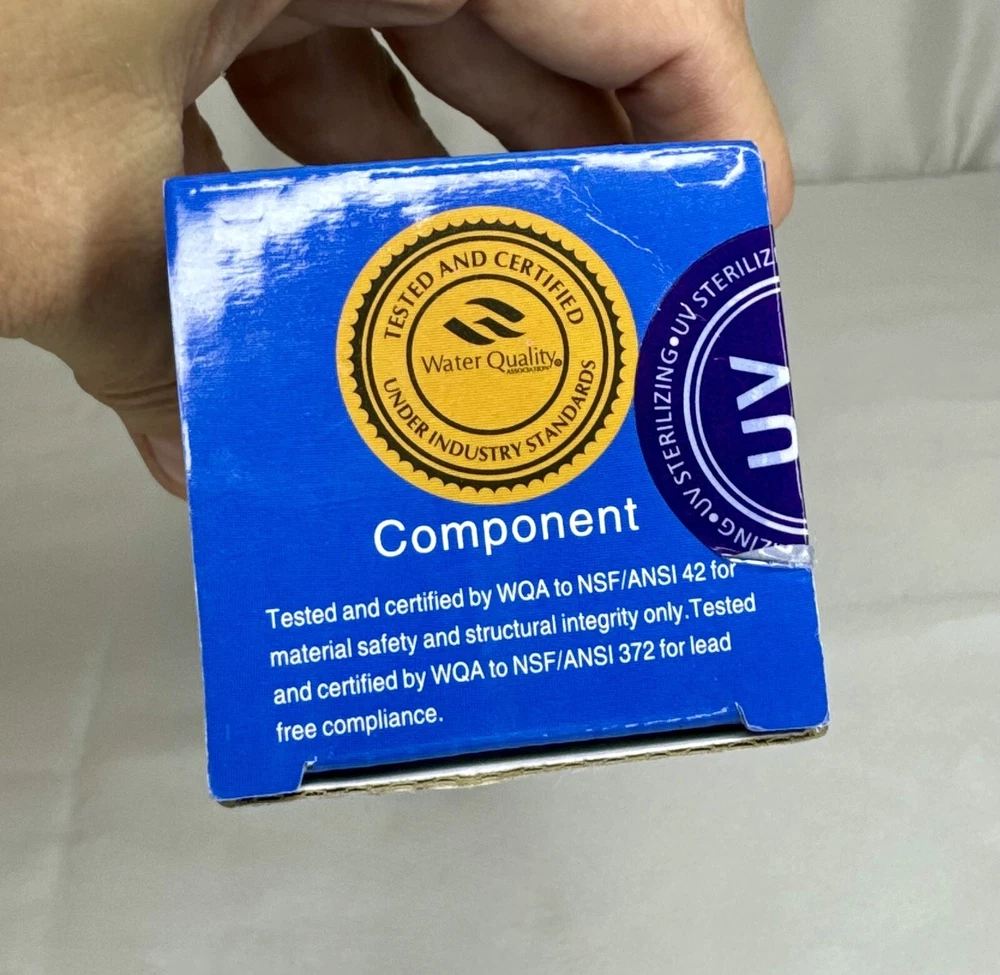 TESTED AND CERTIFIED
Water Quality
ASSOCIATION
UNDER INDUSTRY STANDARDS
Component
Tested and certified by WQA to NSF/ANSI 42 for
material safety and structural integrity only.Tested
and certified by WQA to NSF/ANSI 372 for lead
free compliance.
UV STERILIZING•UV STERILIZ
UV
IZING